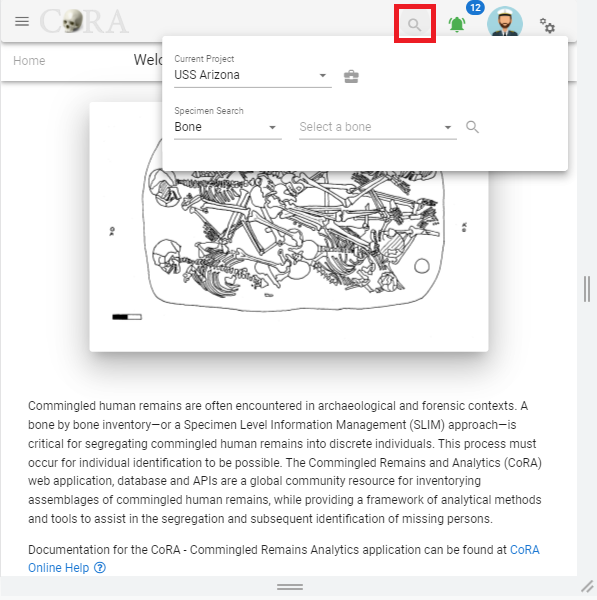 CORA
12
Home
Welc
Current Project
USS Arizona
Specimen Search
Bone
Select a bone
Commingled human remains are often encountered in archaeological and forensic contexts. A
bone by bone inventory—or a Specimen Level Information Management (SLIM) approach—is
critical for segregating commingled human remains into discrete individuals. This process must
occur for individual identification to be possible. The Commingled Remains and Analytics (CoRA)
web application, database and APIs are a global community resource for inventorying
assemblages of commingled human remains, while providing a framework of analytical methods
and tools to assist in the segregation and subsequent identification of missing persons.
Documentation for the CoRA - Commingled Remains Analytics application can be found at CoRA
Online Help